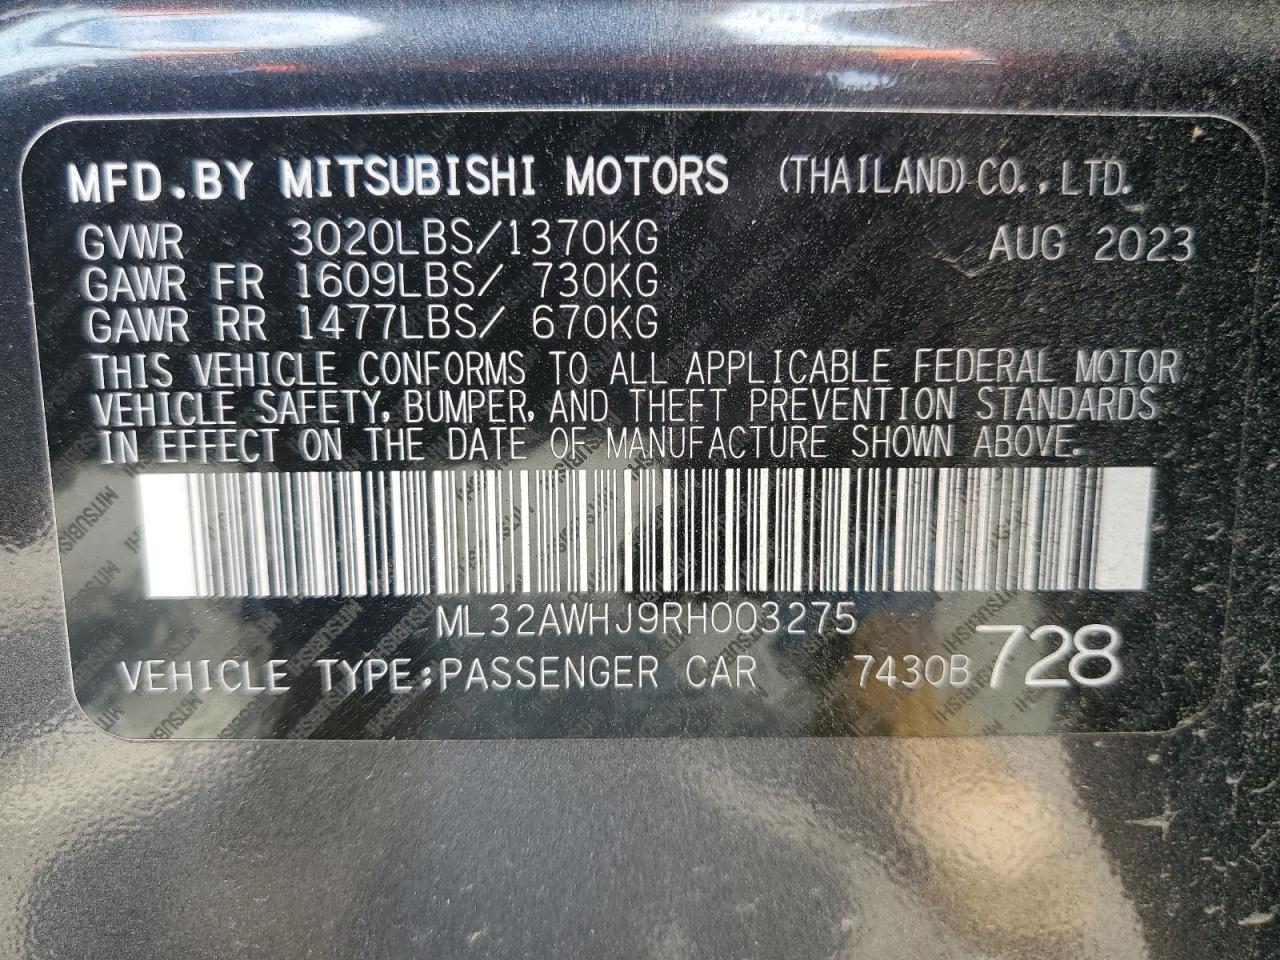 MFD.BY MITSUBISHI MOTORS (THAILAND) CO.,LTD.
GVWR 3020LBS/1370KG AUG 2023
GAWR FR 1609LBS/ 730KG
GAWR RR 1477LBS/ 670KG
THIS VEHICLE CONFORMS TO ALL APPLICABLE FEDERAL MOTOR
VEHICLE SAFETY, BUMPER, AND THEFT PREVENTION STANDARDS
IN EFFECT ON THE DATE OF MANUFACTURE SHOWN ABOVE.
ML32AWHJ9RH003275
VEHICLE TYPE:PASSENGER CAR 7430B 728